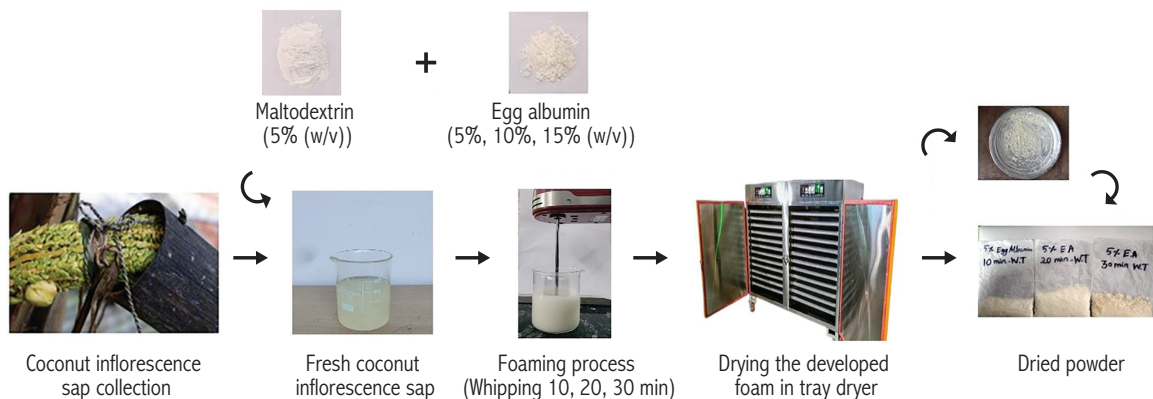 Maltodextrin
(5% (w/v))
+
Egg albumin
(5%, 10%, 15% (w/v))
5% Egg Albumin
10 min. W.T
5% EA
20 min. W.T
5% EA
30 min W.T
Coconut inflorescence
sap collection
Fresh coconut
inflorescence sap
Foaming process
(Whipping 10, 20, 30 min)
Drying the developed
foam in tray dryer
Dried powder